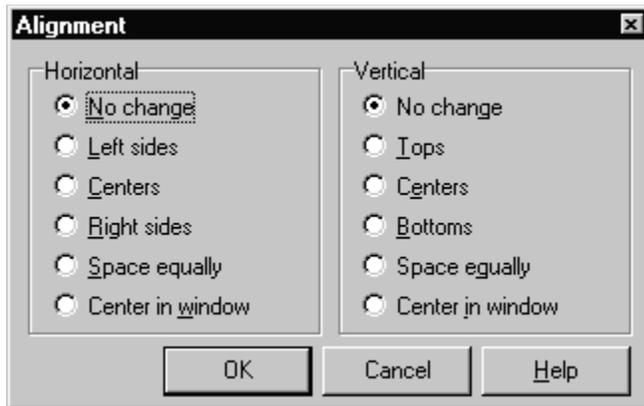 Alignment
Horizontal
No change
Left sides
Centers
Right sides
Space equally
Center in window
Vertical
No change
Tops
Centers
Bottoms
Space equally
Center in window
OK
Cancel
Help